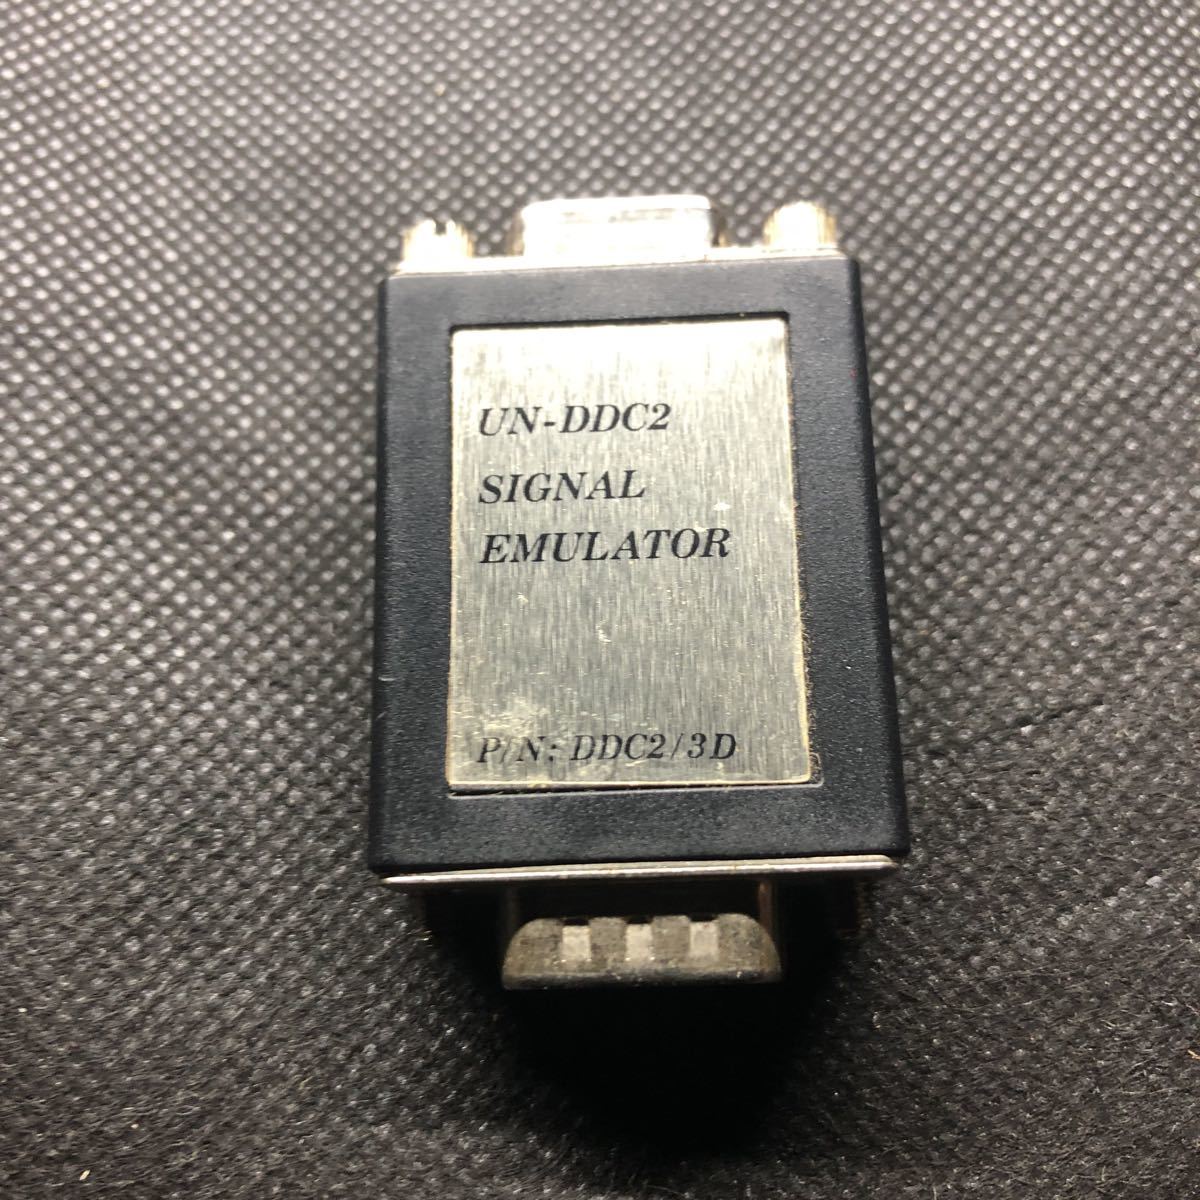 UN-DDC2
SIGNAL
EMULATOR
P/N: DDC2/3D